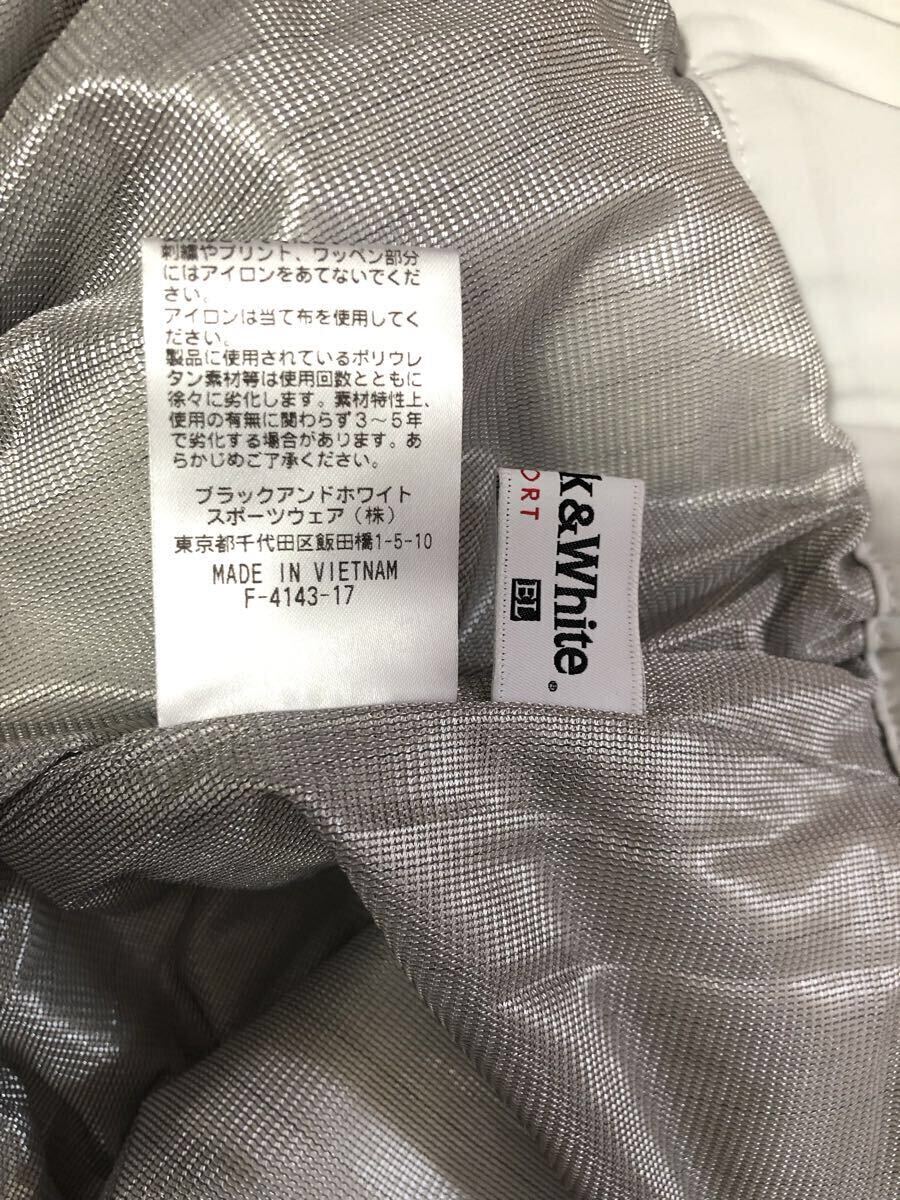 刺繍やプリント、ワッペン部分
にはアイロンをあてないでくだ
さい。
アイロンは当て布を使用してく
ださい。
製品に使用されているポリウレ
タン素材等は使用回数とともに
徐々に劣化します。素材特性上、
使用の有無に関わらず3～5年
で劣化する場合があります。あ
らかじめご了承ください。
ブラックアンドホワイト
スポーツウェア（株）
東京都千代田区飯田橋1-5-10
MADE IN VIETNAM
F-4143-17
k&White®
ORT